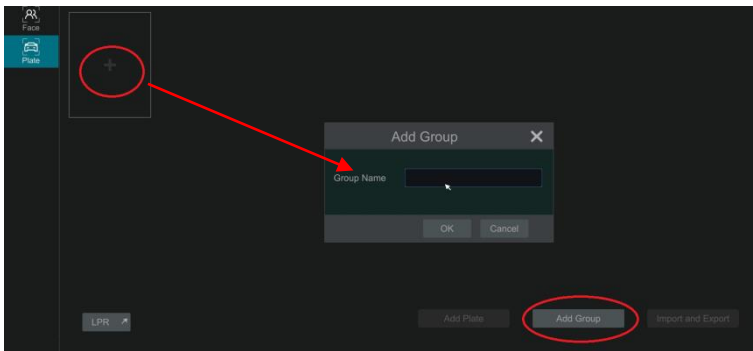 Face
Plate
Add Group
Group Name
OK Cancel
LPR Add Plate Add Group Import and Export